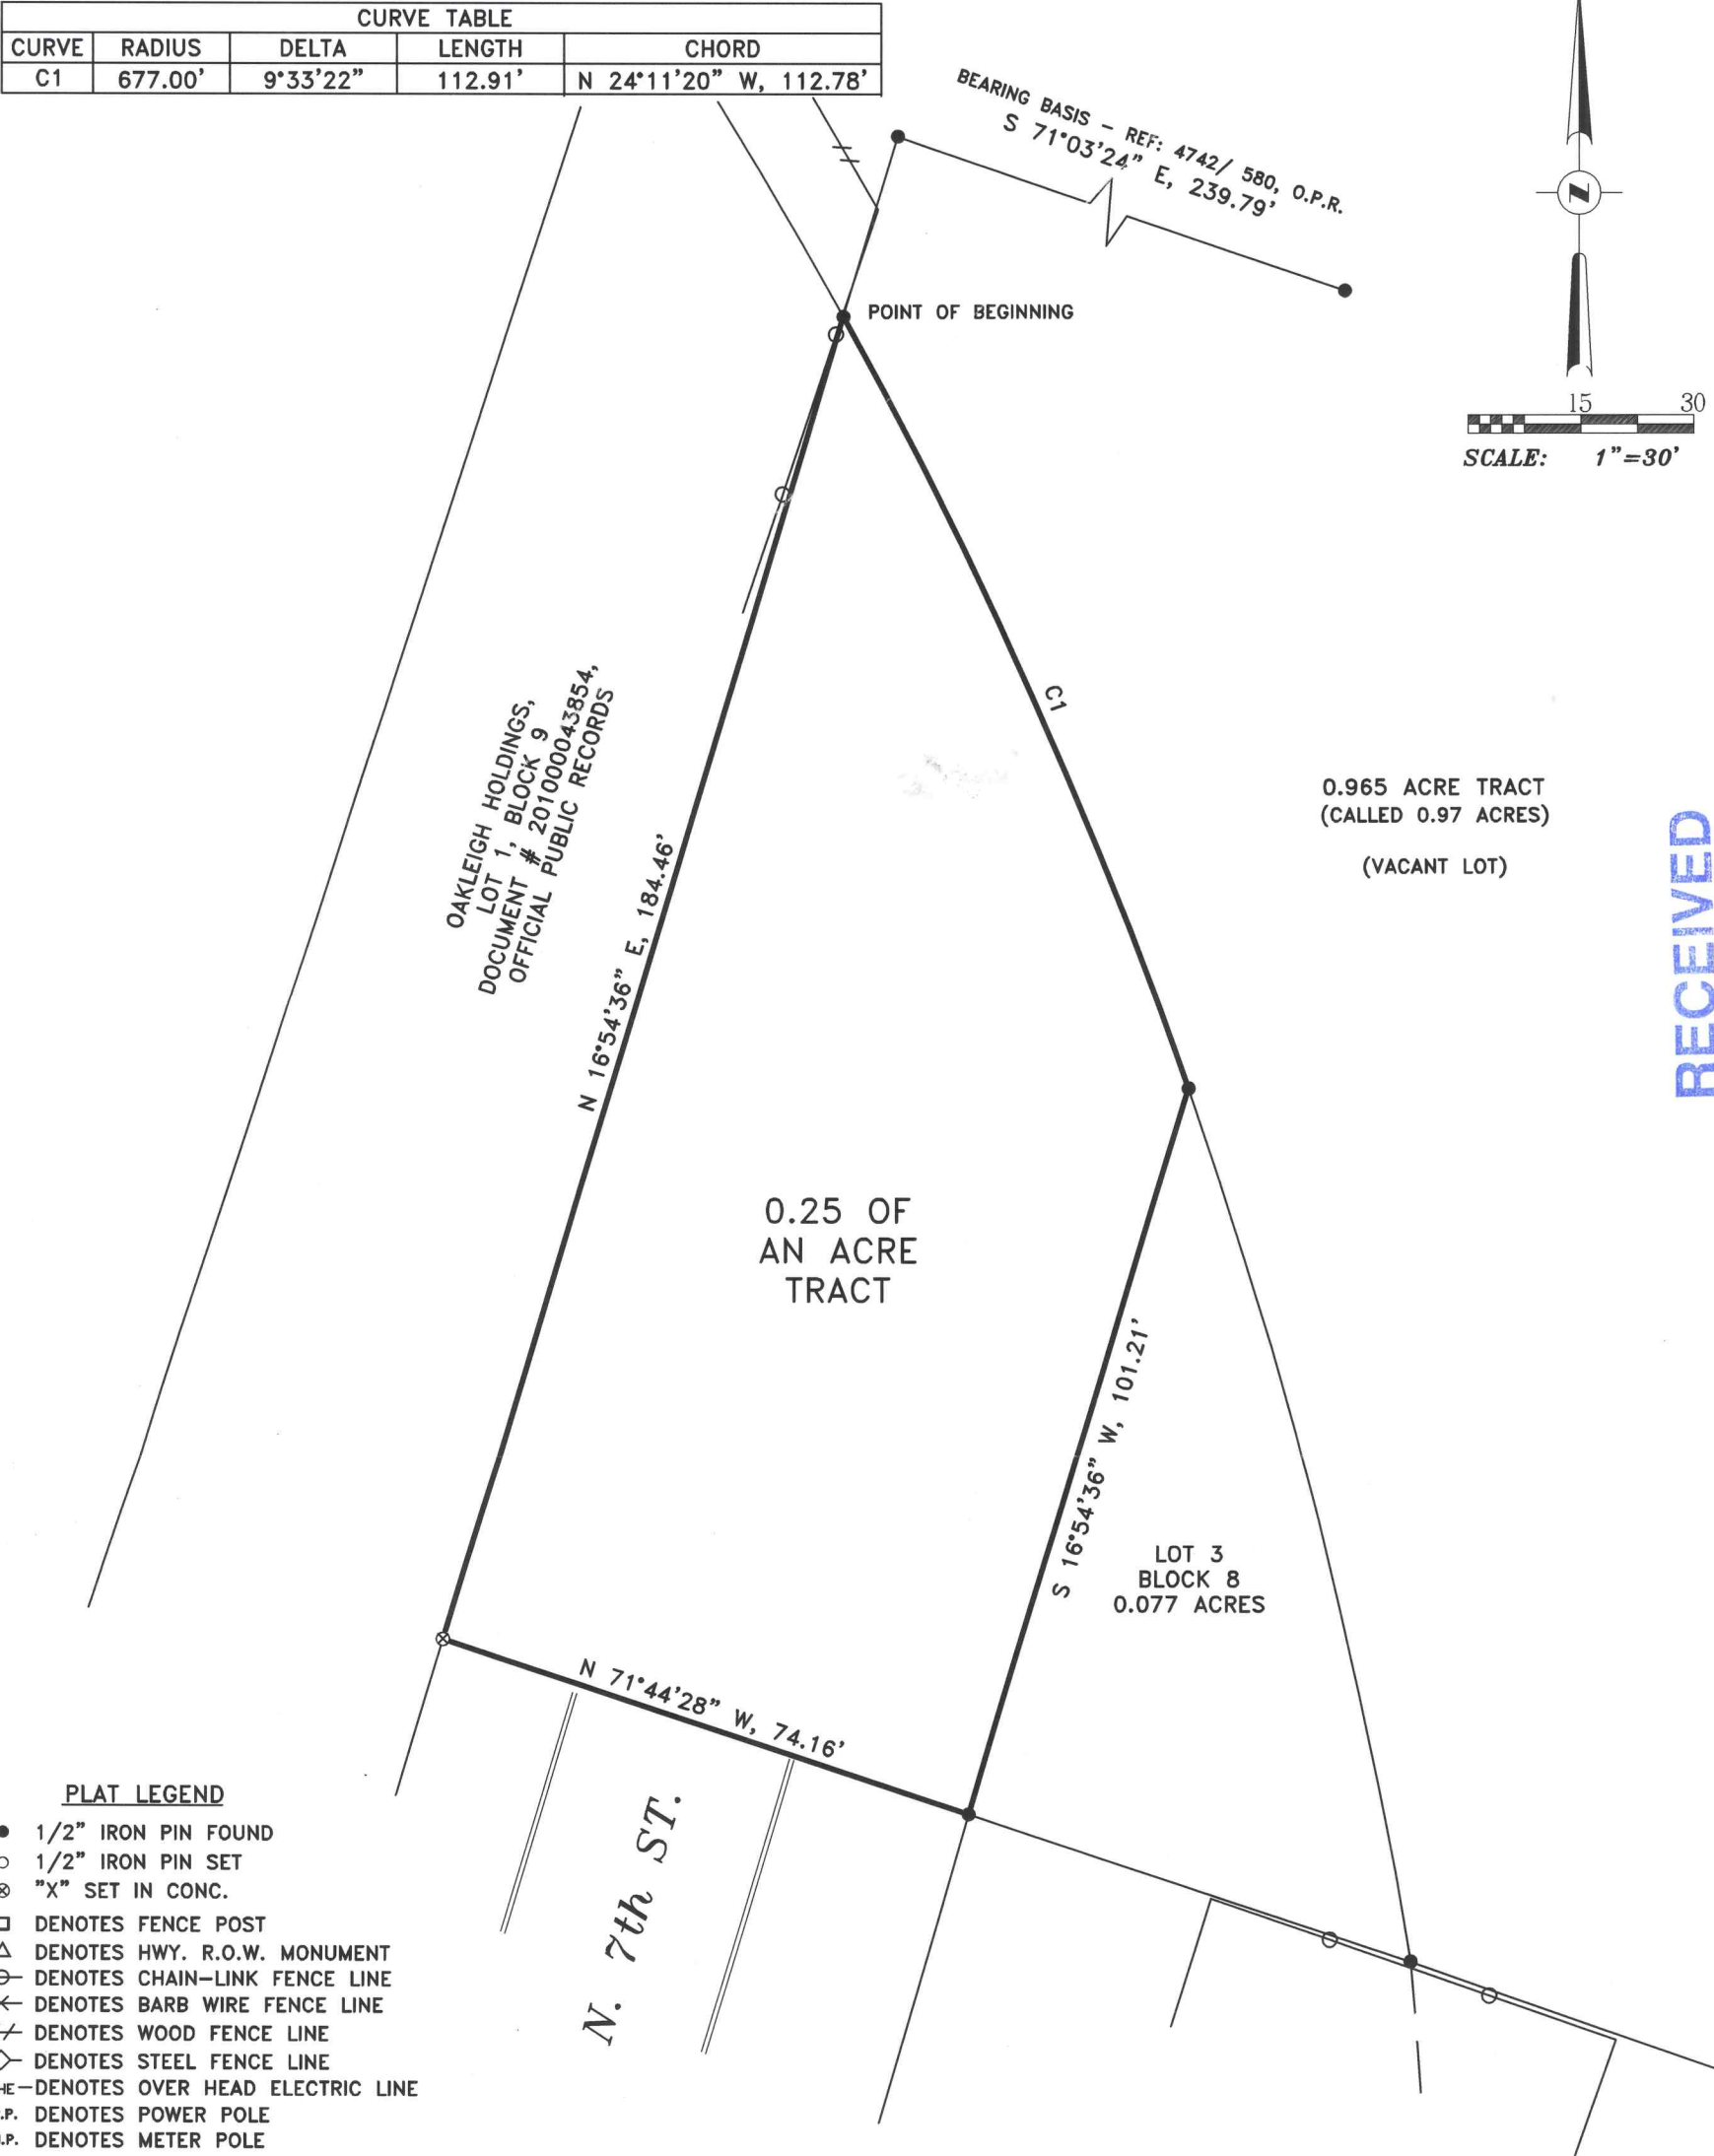 CURVE TABLE
CURVE RADIUS DELTA LENGTH CHORD
C1 677.00' 9°33'22" 112.91' N 24°11'20" W, 112.78'
BEARING BASIS - REF: 4742/ 580, O.P.R.
S 71°03'24" E, 239.79'
N
POINT OF BEGINNING
15 30
SCALE: 1"=30'
C1
OAKLEIGH HOLDINGS,
LOT 1, BLOCK 9
DOCUMENT # 201000043854,
OFFICIAL PUBLIC RECORDS
N 16°54'36" E, 184.46'
0.965 ACRE TRACT
(CALLED 0.97 ACRES)
(VACANT LOT)
RECEIVED
0.25 OF
AN ACRE
TRACT
S 16°54'36" W, 101.21'
LOT 3
BLOCK 8
0.077 ACRES
N 71°44'28" W, 74.16'
N. 7th ST.
PLAT LEGEND
1/2" IRON PIN FOUND
1/2" IRON PIN SET
"X" SET IN CONC.
DENOTES FENCE POST
DENOTES HWY. R.O.W. MONUMENT
DENOTES CHAIN-LINK FENCE LINE
DENOTES BARB WIRE FENCE LINE
DENOTES WOOD FENCE LINE
DENOTES STEEL FENCE LINE
DENOTES OVER HEAD ELECTRIC LINE
DENOTES POWER POLE
DENOTES METER POLE